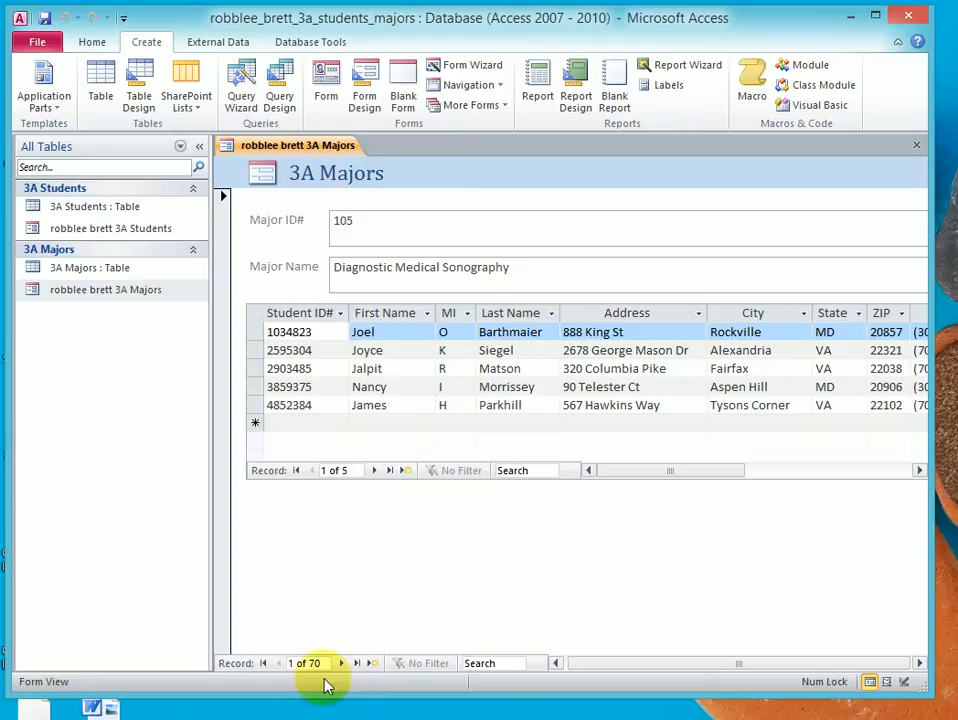 robblee_brett_3a_students_majors : Database (Access 2007 - 2010) - Microsoft Access
File Home Create External Data Database Tools
Application Parts Table Table Design SharePoint Lists Query Wizard Query Design Form Form Design Blank Form Form Wizard Navigation More Forms Report Report Design Blank Report Report Wizard Labels Macro Module Class Module Visual Basic
Templates Tables Queries Forms Reports Macros & Code
All Tables
Search...
3A Students
3A Students : Table
robblee brett 3A Students
3A Majors
3A Majors : Table
robblee brett 3A Majors
robblee brett 3A Majors
3A Majors
Major ID# 105
Major Name Diagnostic Medical Sonography
Student ID# First Name MI Last Name Address City State ZIP
1034823 Joel O Barthmaier 888 King St Rockville MD 20857 (30
2595304 Joyce K Siegel 2678 George Mason Dr Alexandria VA 22321 (70
2903485 Jalpit R Matson 320 Columbia Pike Fairfax VA 22038 (70
3859375 Nancy I Morrissey 90 Telester Ct Aspen Hill MD 20906 (30
4852384 James H Parkhill 567 Hawkins Way Tysons Corner VA 22102 (70
Record: 1 of 5 No Filter Search
Record: 1 of 70 No Filter Search
Form View Num Lock